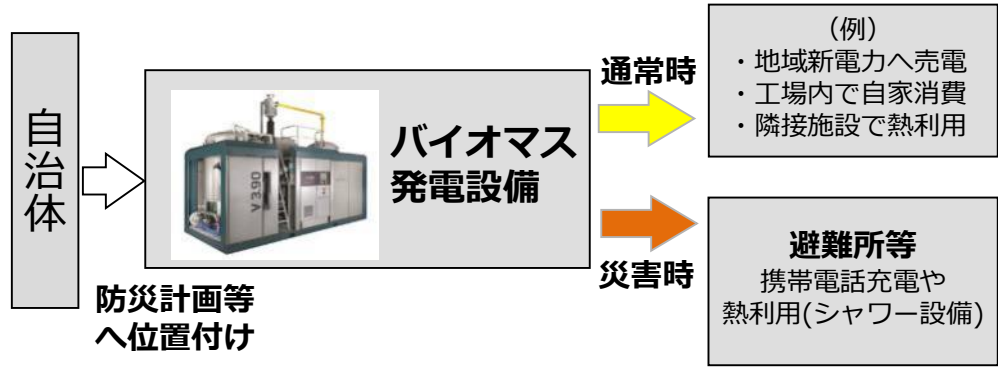 自治体
防災計画等
へ位置付け
V390
バイオマス
発電設備
通常時
（例）
・地域新電力へ売電
・工場内で自家消費
・隣接施設で熱利用
災害時
避難所等
携帯電話充電や
熱利用(シャワー設備)